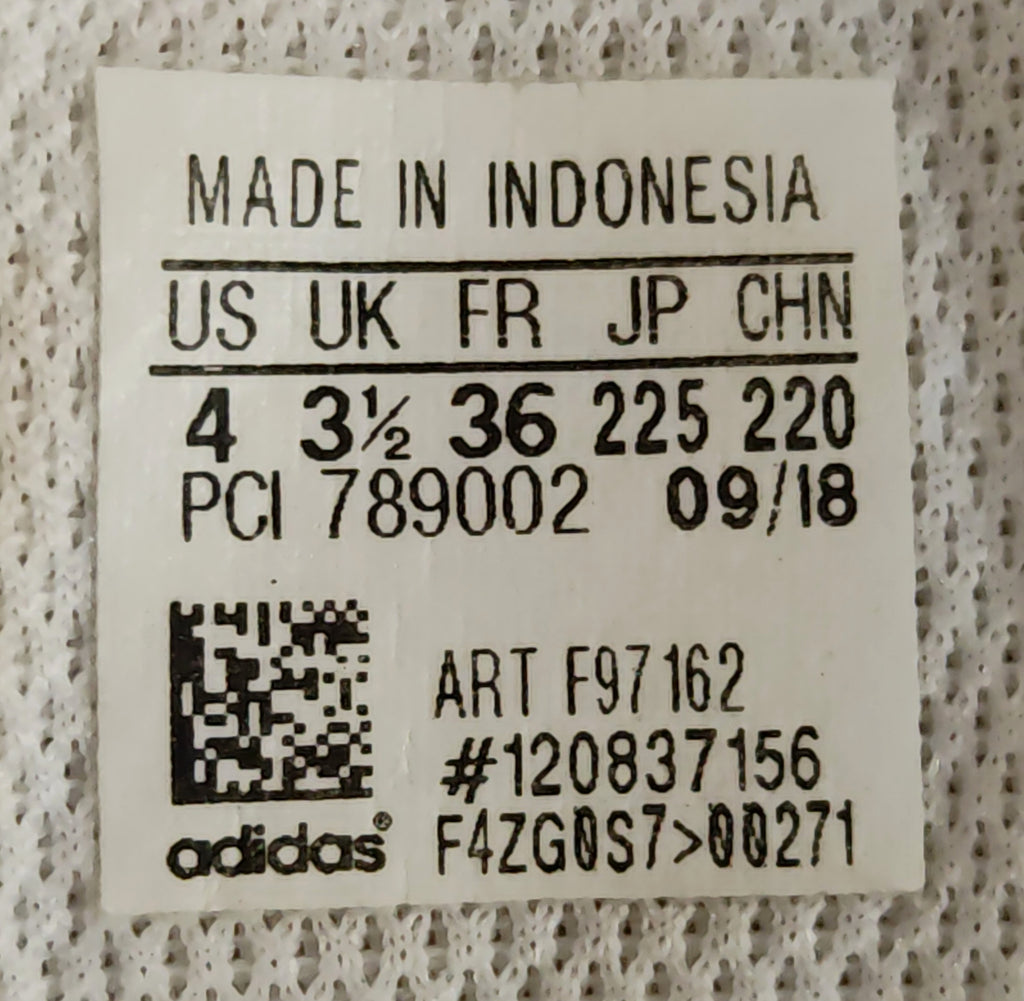 MADE IN INDONESIA
US UK FR JP CHN
4 3½ 36 225 220
PCI 789002 09/18
ART F97162
#120837156
adidas® F4ZG0S7>00271